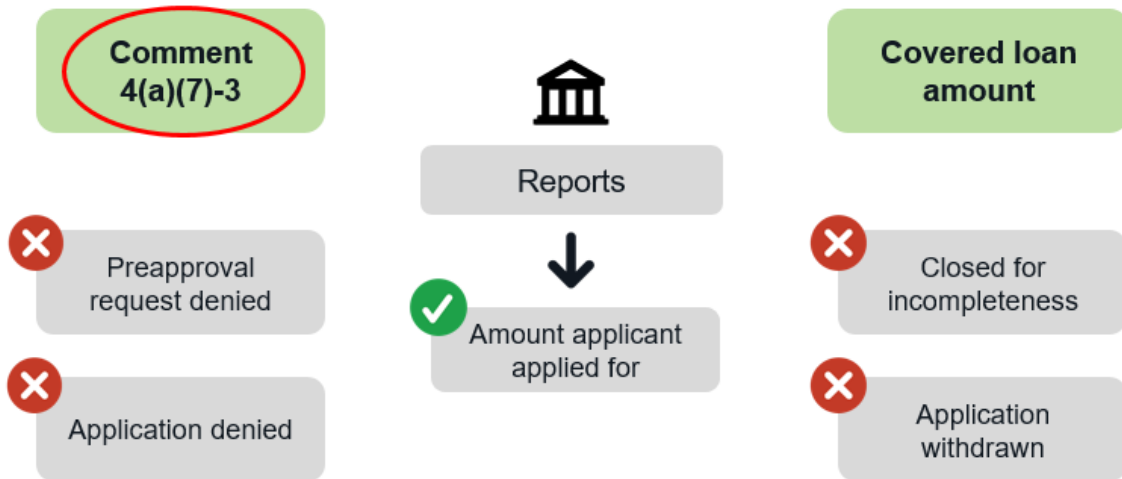 Comment
4(a)(7)-3
Covered loan
amount
Reports
Preapproval
request denied
Amount applicant
applied for
Closed for
incompleteness
Application denied
Application
withdrawn